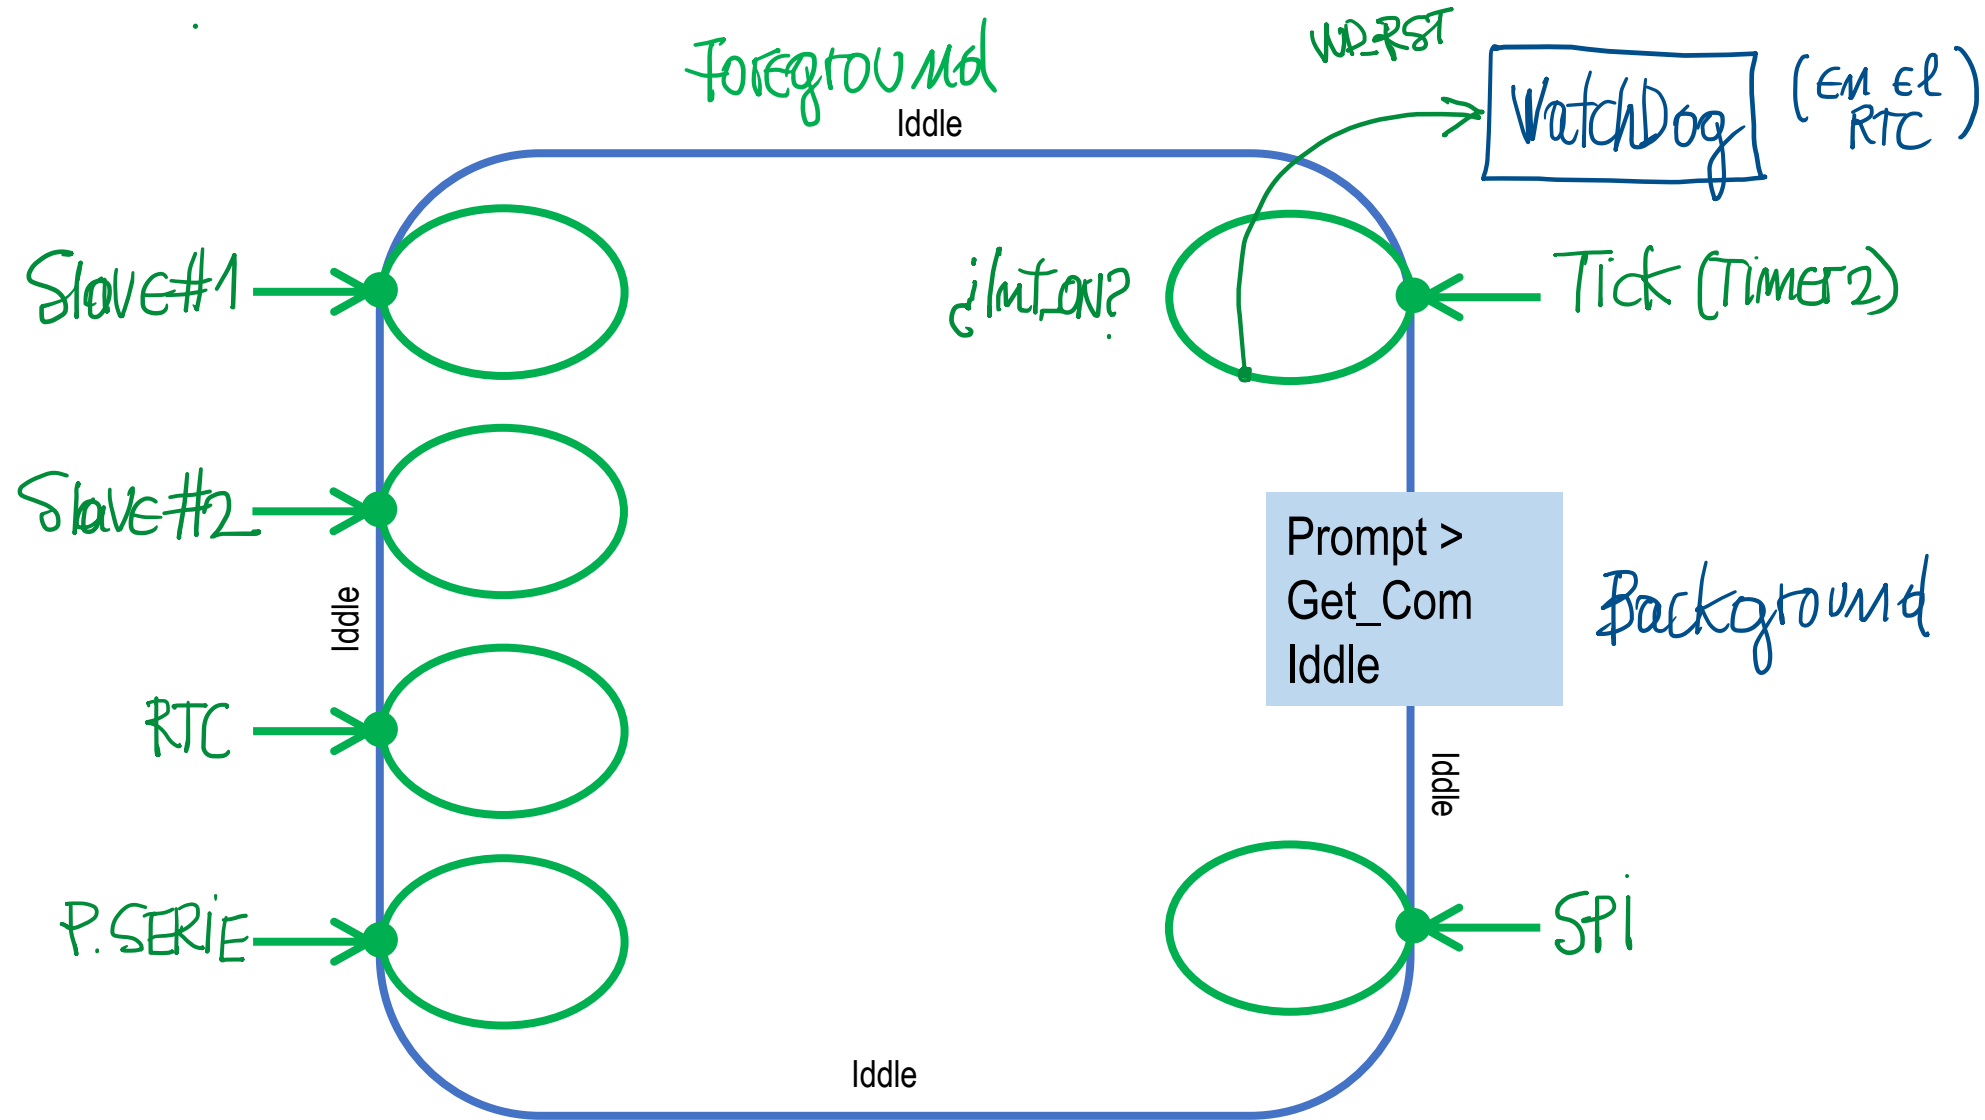 Foreground
WD_RST
WatchDog
(En el
RTC)
Iddle
Slave#1
¿Int_ON?
Tick (Timer2)
Slave#2
Prompt >
Get_Com
Iddle
Background
Iddle
RTC
Iddle
P.SERIE
SPI
Iddle